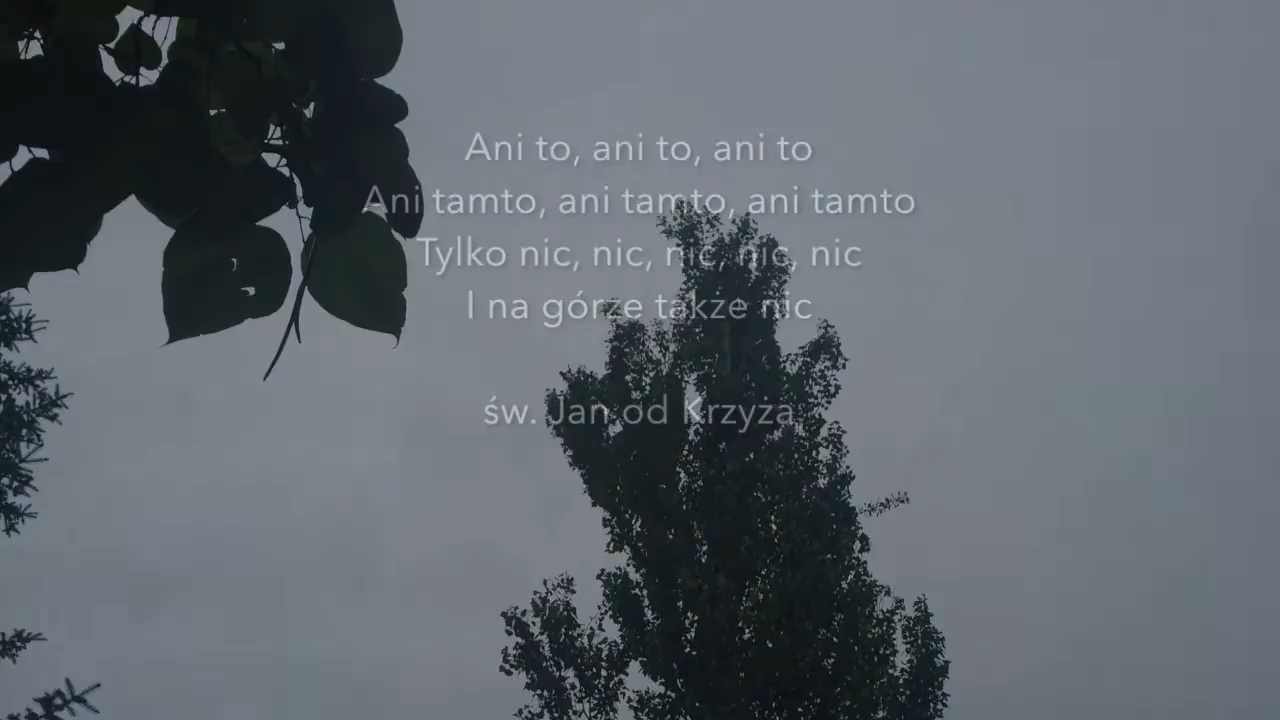 Ani to, ani to, ani to
Ani tamto, ani tamto, ani tamto
Tylko nic, nic, nic, nic, nic
I na górze także nic
św. Jan od Krzyża